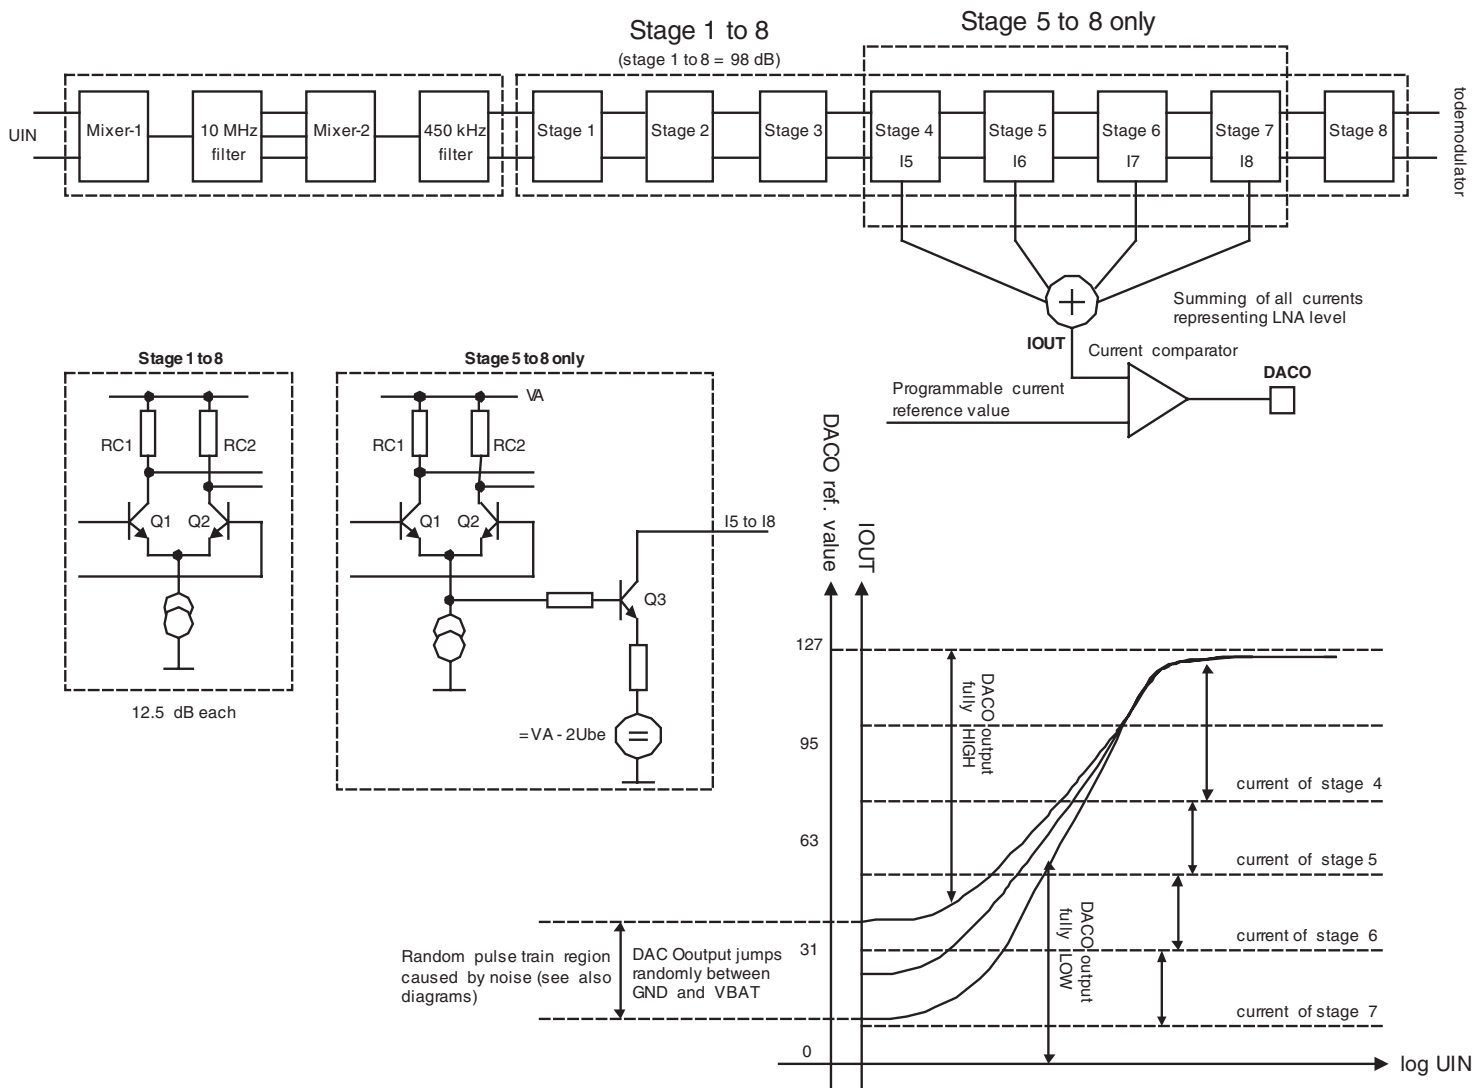 Stage 1 to 8
(stage 1 to 8 = 98 dB)
Stage 5 to 8 only
UIN
Mixer-1
10 MHz
filter
Mixer-2
450 kHz
filter
Stage 1
Stage 2
Stage 3
Stage 4
I5
Stage 5
I6
Stage 6
I7
Stage 7
I8
Stage 8
todemodulator
Summing of all currents
representing LNA level
IOUT
Current comparator
DACO
Programmable current
reference value
Stage 1 to 8
RC1
RC2
Q1
Q2
12.5 dB each
Stage 5 to 8 only
VA
RC1
RC2
Q1
Q2
I5 to I8
Q3
= VA - 2Ube
DACO ref. value
IOUT
127
95
63
31
0
DACO output
fully HIGH
DACO output
fully LOW
current of stage 4
current of stage 5
current of stage 6
current of stage 7
Random pulse train region
caused by noise (see also
diagrams)
DAC Ooutput jumps
randomly between
GND and VBAT
log UIN